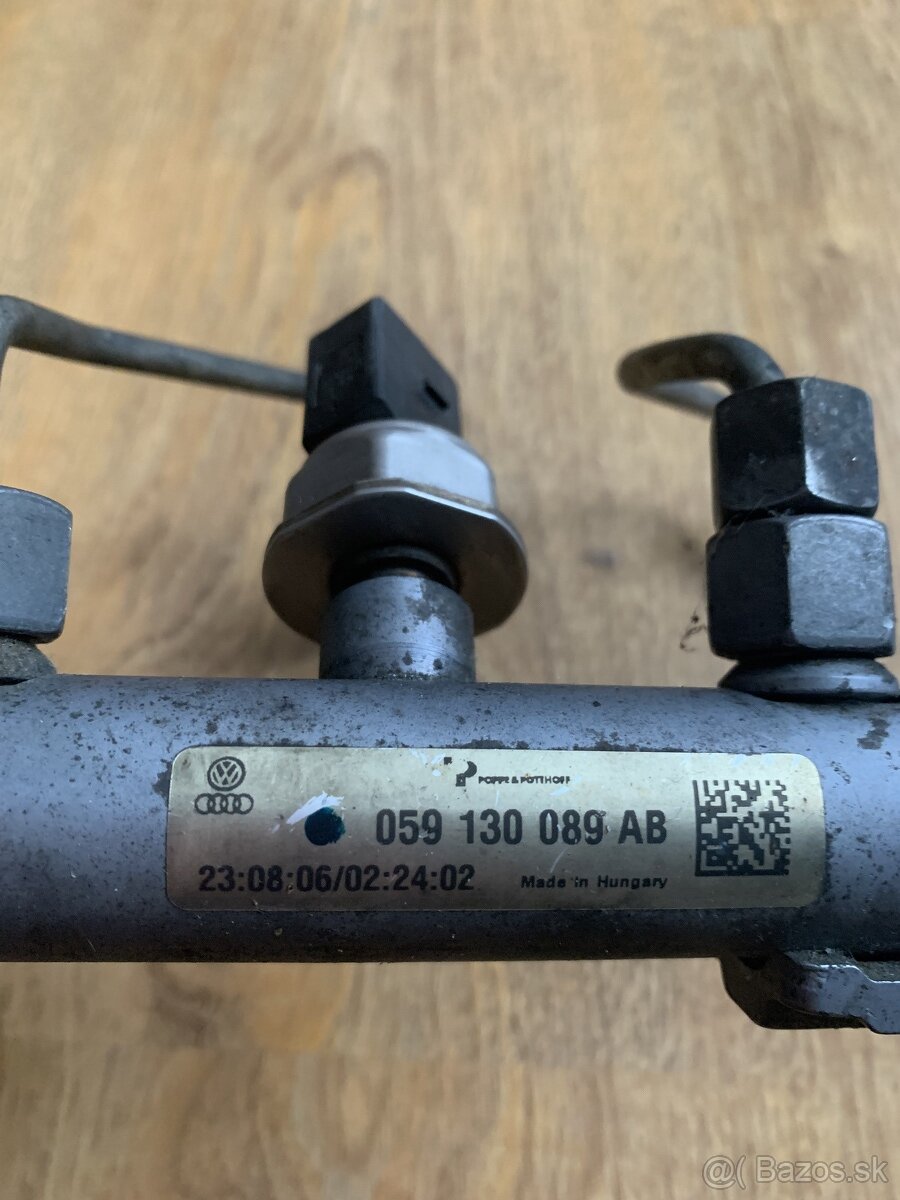 POPPE & POTTHOFF
059 130 089 AB
23:08:06/02:24:02 Made in Hungary
@( Bazos.sk